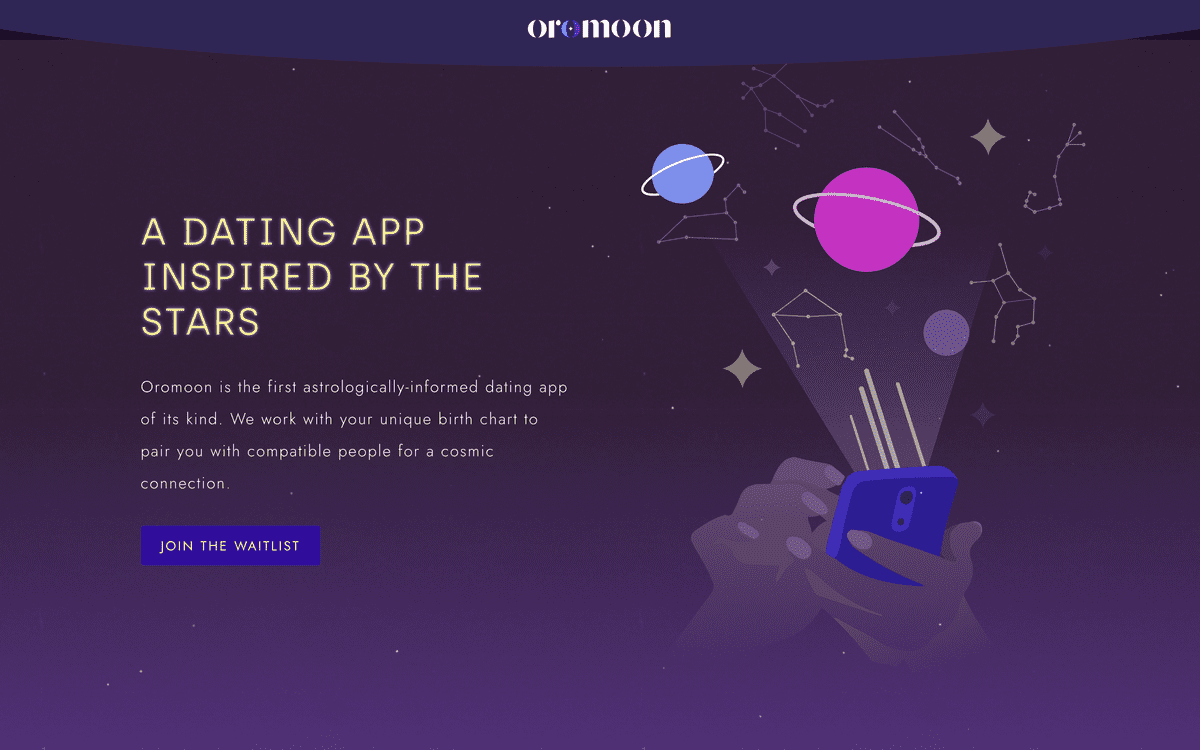 oromoon
A DATING APP
INSPIRED BY THE
STARS
Oromoon is the first astrologically-informed dating app
of its kind. We work with your unique birth chart to
pair you with compatible people for a cosmic
connection.
JOIN THE WAITLIST